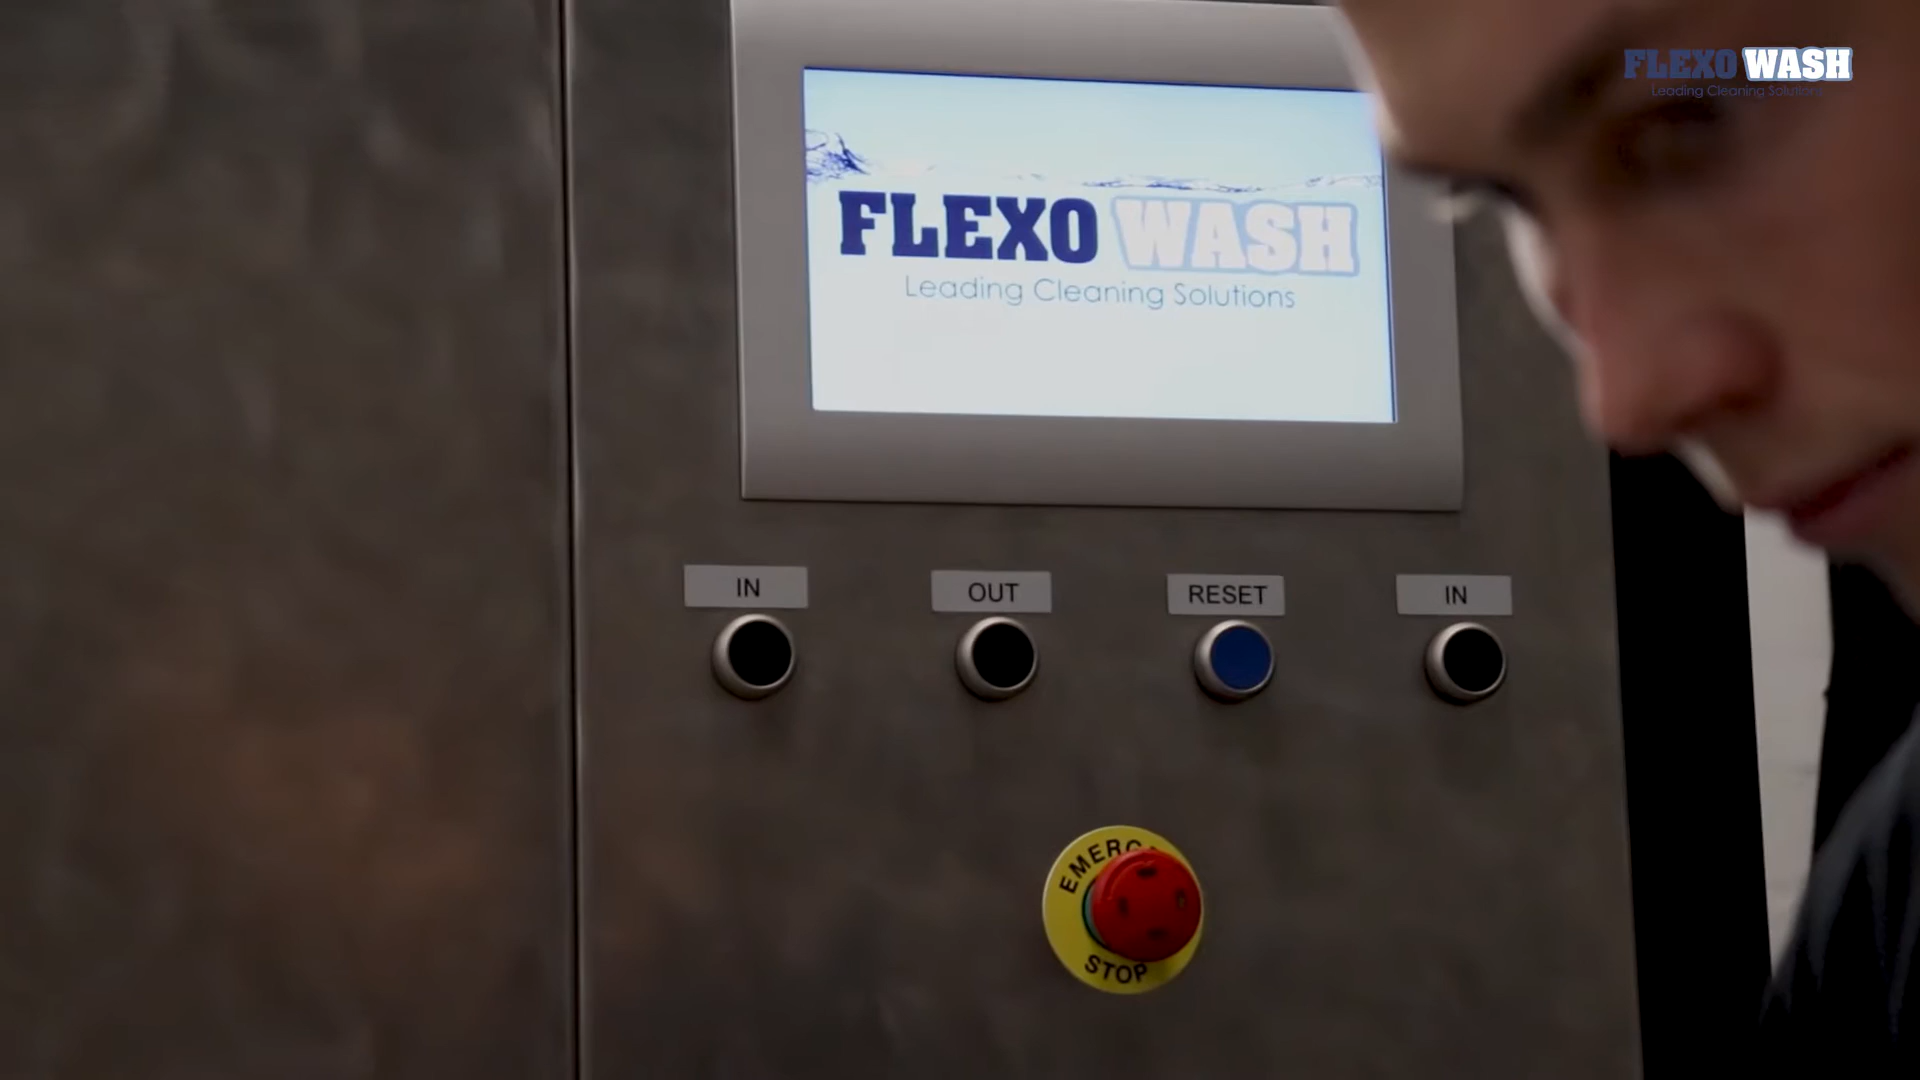 FLEXO WASH
Leading Cleaning Solutions
FLEXO WASH
Leading Cleaning Solutions
IN
OUT
RESET
IN
STOP